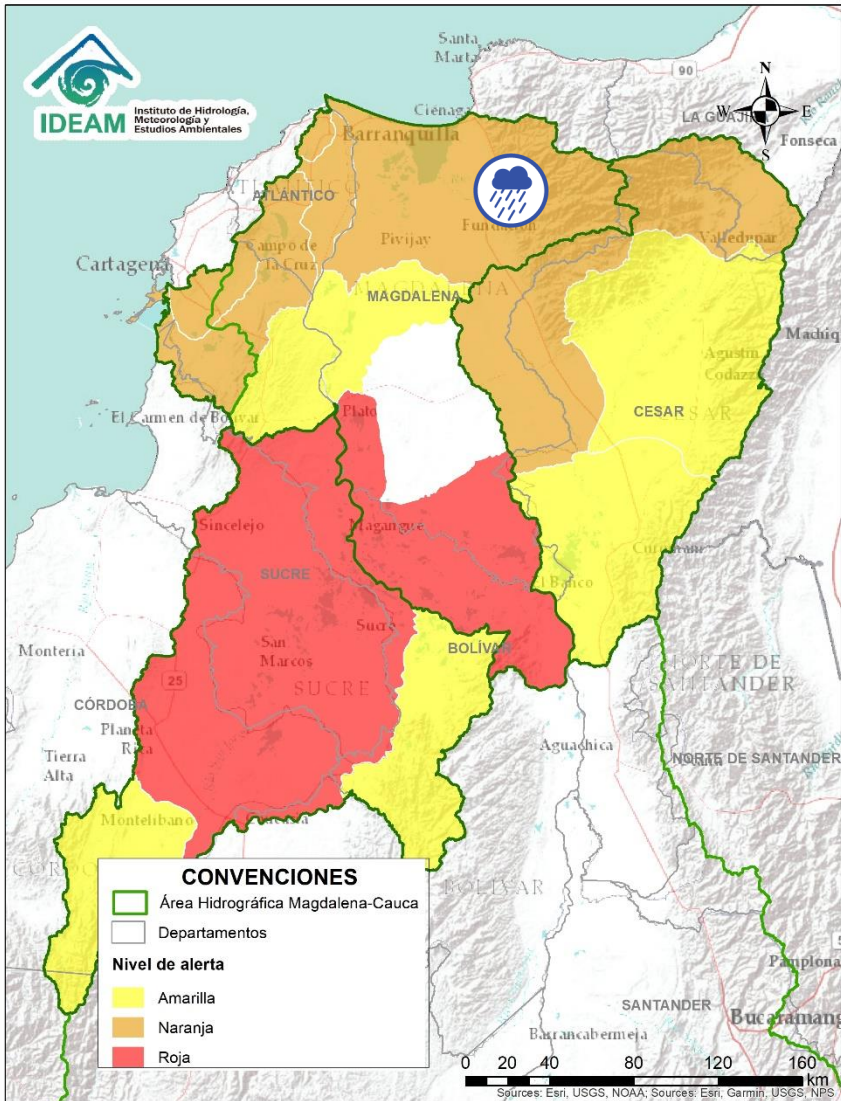 Santa
Marta
90
N
W
E
S
IDEAM
Instituto de Hidrología,
Meteorología y
Estudios Ambientales
Ciénaga
LA GUAJIRA
Fonseca
Barranquilla
ATLÁNTICO
Fundación
Pivijay
Campo de
la Cruz
Valledupar
Cartagena
MAGDALENA
Machiq
Agustín
Codazzi
CESAR
El Carmen de Bolívar
Plato
Sincelejo
Magangué
SUCRE
El Banco
Sucre
BOLÍVAR
San
Marcos
SUCRE
Montería
25
NORTE DE
SANTANDER
CÓRDOBA
Planeta
Rica
Tierra
Alta
Aguachica
NORTE DE SANTANDER
Montelíbano
CONVENCIONES
Área Hidrográfica Magdalena-Cauca
Departamentos
Nivel de alerta
Amarilla
Naranja
Roja
BOLÍVAR
Pamplona
SANTANDER
Bucaramang
Barrancabermeja
0 20 40 80 120 160
km
Sources: Esri, USGS, NOAA; Sources: Esri, Garmin, USGS, NPS